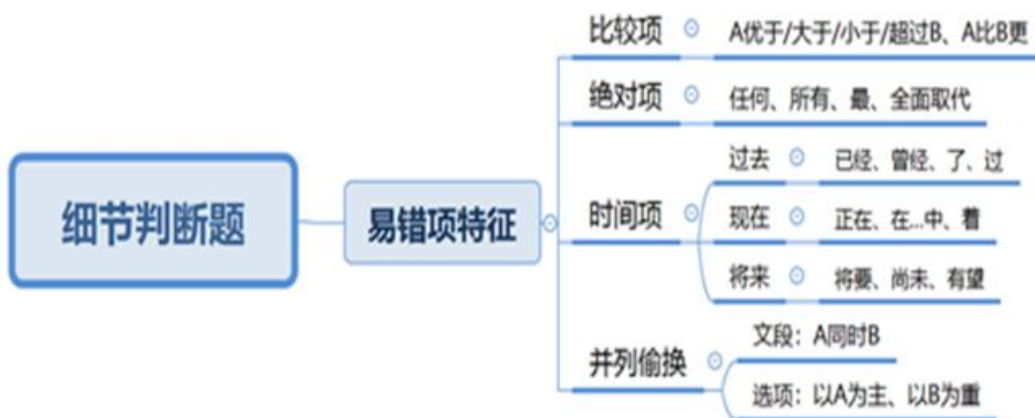 细节判断题
易错项特征
比较项
A优于/大于/小于/超过B、A比B更
绝对项
任何、所有、最、全面取代
时间项
过去
已经、曾经、了、过
现在
正在、在...中、着
将来
将要、尚未、有望
并列偷换
文段：A同时B
选项：以A为主、以B为重